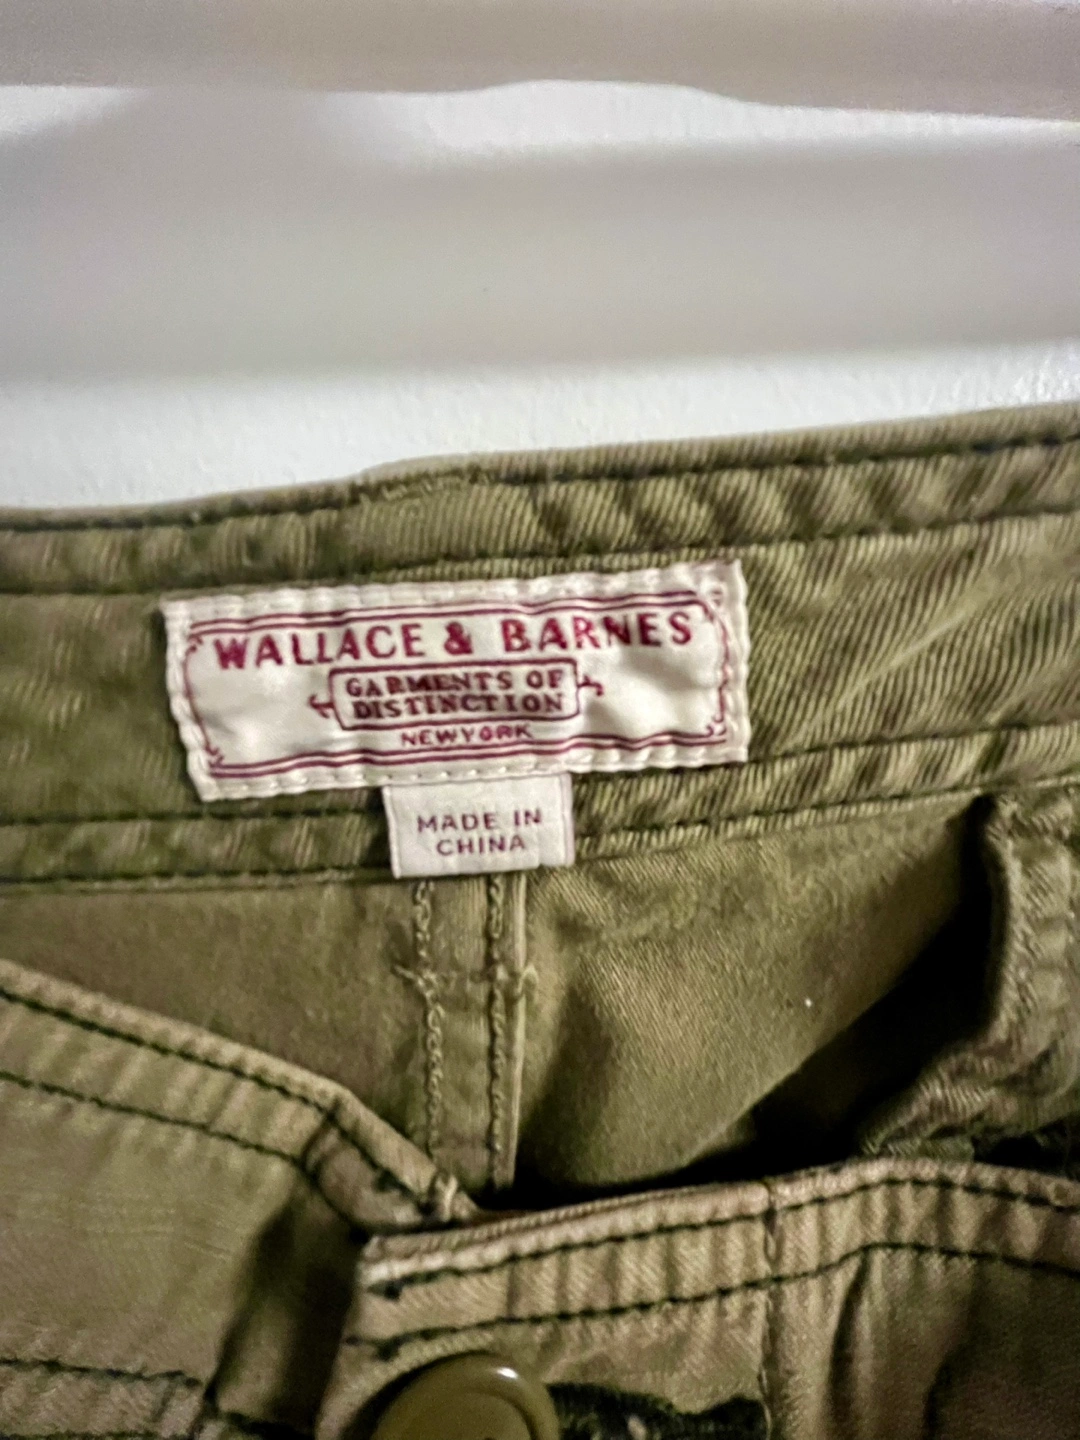 WALLACE & BARNES
GARMENTS OF
DISTINCTION
NEW YORK
MADE IN
CHINA